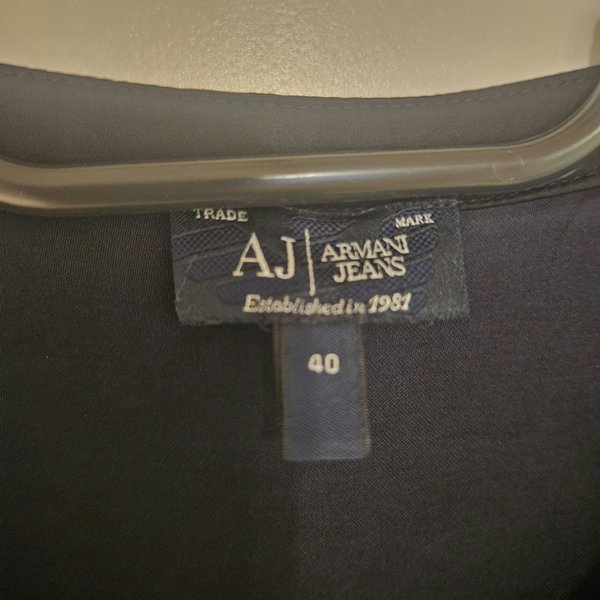 TRADE MARK
AJ ARMANI
JEANS
Established in 1981
40